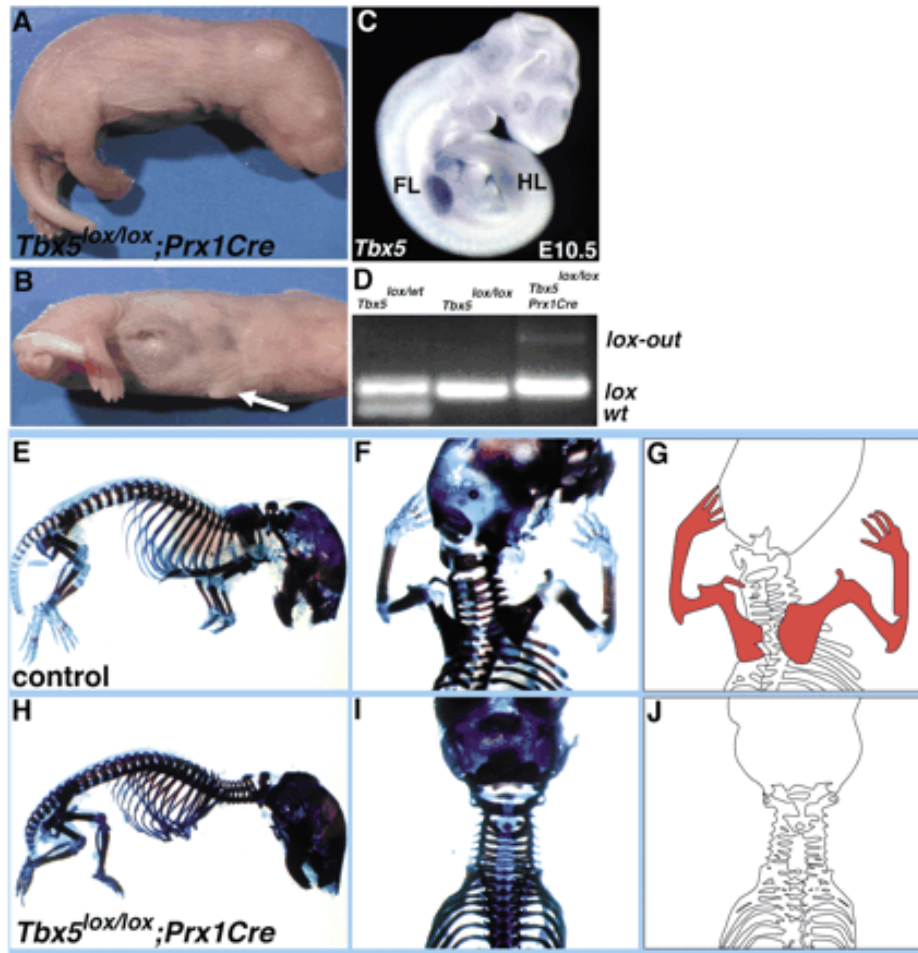 A
Tbx5lox/lox;Prx1Cre
B
C
FL
HL
Tbx5
E10.5
D
Tbx5lox/wt
Tbx5lox/lox
Tbx5lox/lox
Prx1Cre
lox-out
lox
wt
E
control
F
G
H
Tbx5lox/lox;Prx1Cre
I
J